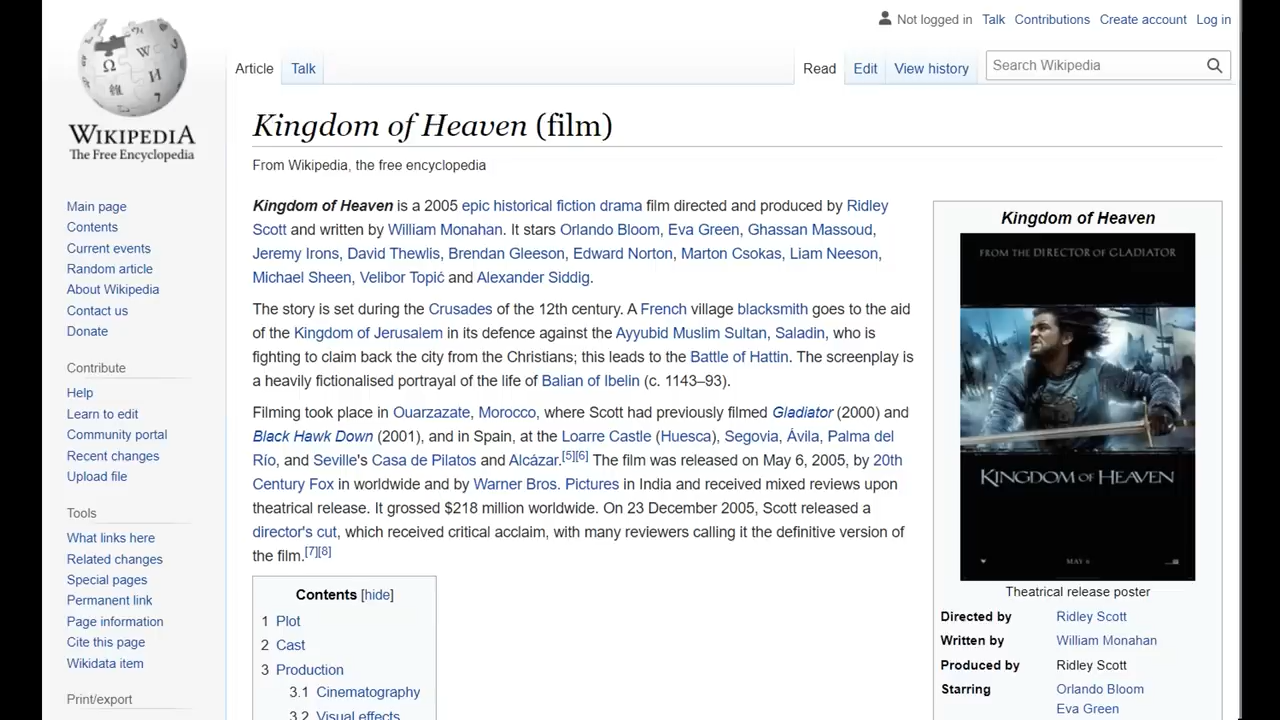 Not logged in Talk Contributions Create account Log in
Article Talk Read Edit View history Search Wikipedia
Ω W И
WIKIPEDIA
The Free Encyclopedia
Main page
Contents
Current events
Random article
About Wikipedia
Contact us
Donate
Contribute
Help
Learn to edit
Community portal
Recent changes
Upload file
Tools
What links here
Related changes
Special pages
Permanent link
Page information
Cite this page
Wikidata item
Print/export
Kingdom of Heaven (film)
From Wikipedia, the free encyclopedia
Kingdom of Heaven is a 2005 epic historical fiction drama film directed and produced by Ridley
Scott and written by William Monahan. It stars Orlando Bloom, Eva Green, Ghassan Massoud,
Jeremy Irons, David Thewlis, Brendan Gleeson, Edward Norton, Marton Csokas, Liam Neeson,
Michael Sheen, Velibor Topić and Alexander Siddig.
The story is set during the Crusades of the 12th century. A French village blacksmith goes to the aid
of the Kingdom of Jerusalem in its defence against the Ayyubid Muslim Sultan, Saladin, who is
fighting to claim back the city from the Christians; this leads to the Battle of Hattin. The screenplay is
a heavily fictionalised portrayal of the life of Balian of Ibelin (c. 1143–93).
Filming took place in Ouarzazate, Morocco, where Scott had previously filmed Gladiator (2000) and
Black Hawk Down (2001), and in Spain, at the Loarre Castle (Huesca), Segovia, Ávila, Palma del
Río, and Seville's Casa de Pilatos and Alcázar.[5][6] The film was released on May 6, 2005, by 20th
Century Fox in worldwide and by Warner Bros. Pictures in India and received mixed reviews upon
theatrical release. It grossed $218 million worldwide. On 23 December 2005, Scott released a
director's cut, which received critical acclaim, with many reviewers calling it the definitive version of
the film.[7][8]
Contents [hide]
1 Plot
2 Cast
3 Production
3.1 Cinematography
3.2 Visual effects
Kingdom of Heaven
FROM THE DIRECTOR OF GLADIATOR
KINGDOM OF HEAVEN
MAY 6
Theatrical release poster
Directed by Ridley Scott
Written by William Monahan
Produced by Ridley Scott
Starring Orlando Bloom
Eva Green